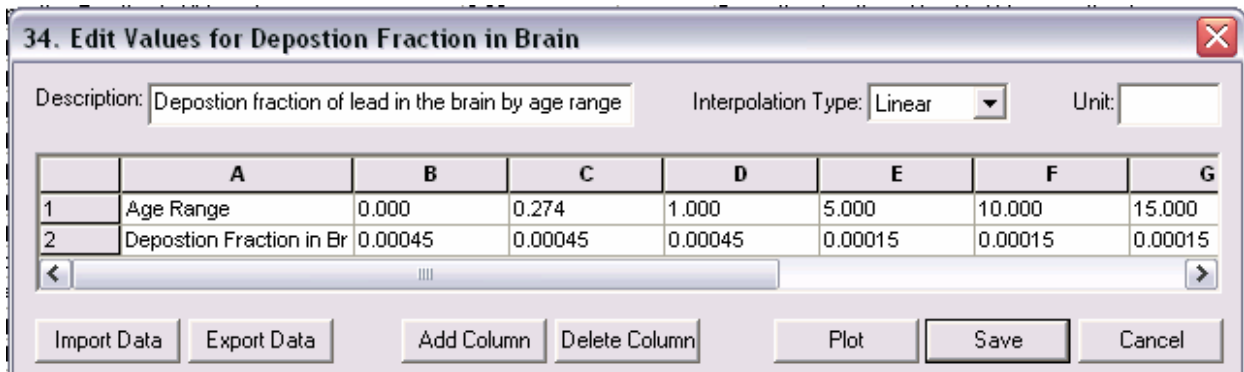 34. Edit Values for Depostion Fraction in Brain
Description: Depostion fraction of lead in the brain by age range Interpolation Type: Linear Unit:
A B C D E F G
1 Age Range 0.000 0.274 1.000 5.000 10.000 15.000
2 Depostion Fraction in Br 0.00045 0.00045 0.00045 0.00015 0.00015 0.00015
Import Data Export Data Add Column Delete Column Plot Save Cancel